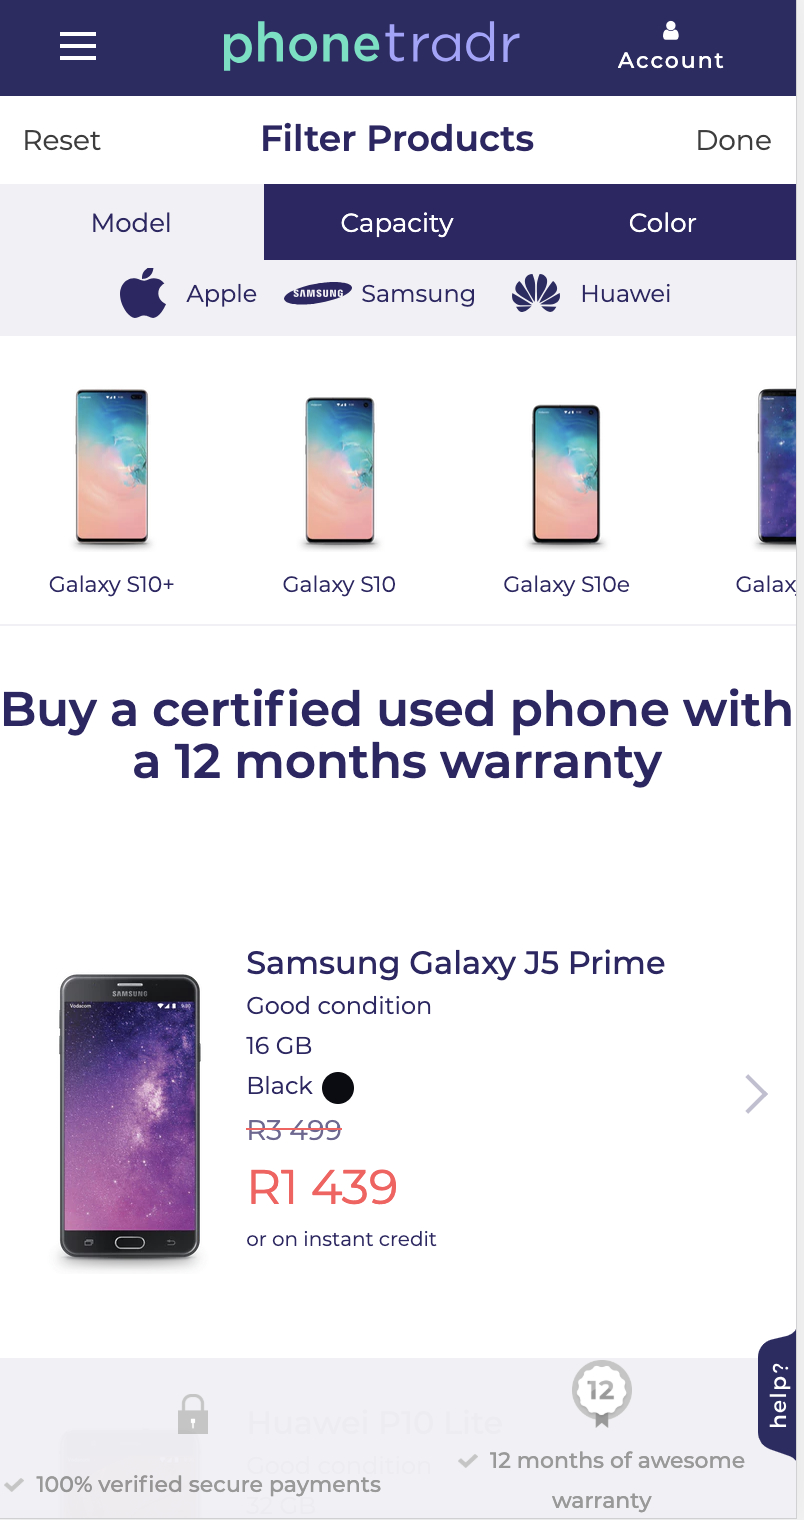 phonetradr
Account
Reset
Filter Products
Done
Model
Capacity
Color
Apple
SAMSUNG
Samsung
Huawei
Galaxy S10+
Galaxy S10
Galaxy S10e
Galax
Buy a certified used phone with
a 12 months warranty
SAMSUNG
Vodacom
Samsung Galaxy J5 Prime
Good condition
16 GB
Black
R3 499
R1 439
or on instant credit
help?
12
Huawei P10 Lite
Good condition
32 GB
100% verified secure payments
12 months of awesome
warranty